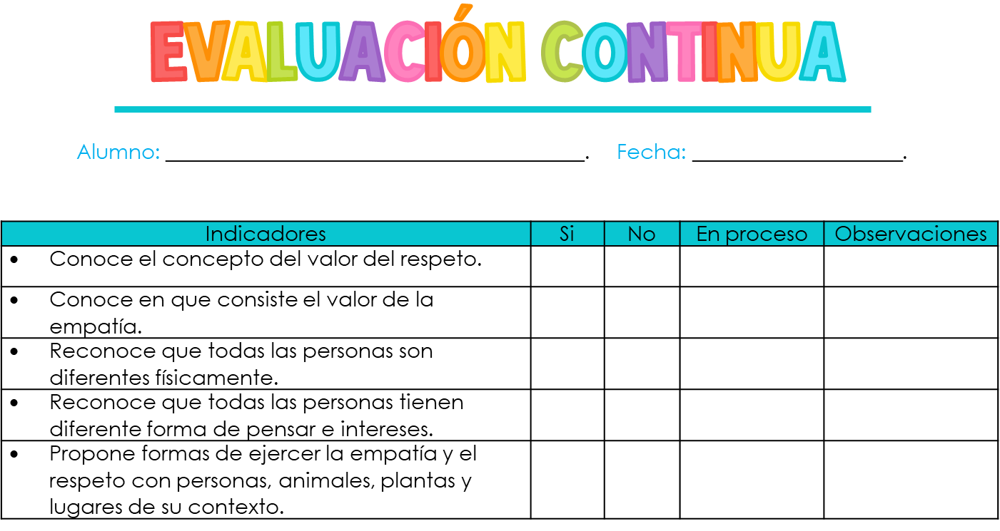 EVALUACIÓN CONTINUA
Alumno: ______________________________________. Fecha: ___________________.
Indicadores Si No En proceso Observaciones
• Conoce el concepto del valor del respeto.
• Conoce en que consiste el valor de la
empatía.
• Reconoce que todas las personas son
diferentes físicamente.
• Reconoce que todas las personas tienen
diferente forma de pensar e intereses.
• Propone formas de ejercer la empatía y el
respeto con personas, animales, plantas y
lugares de su contexto.